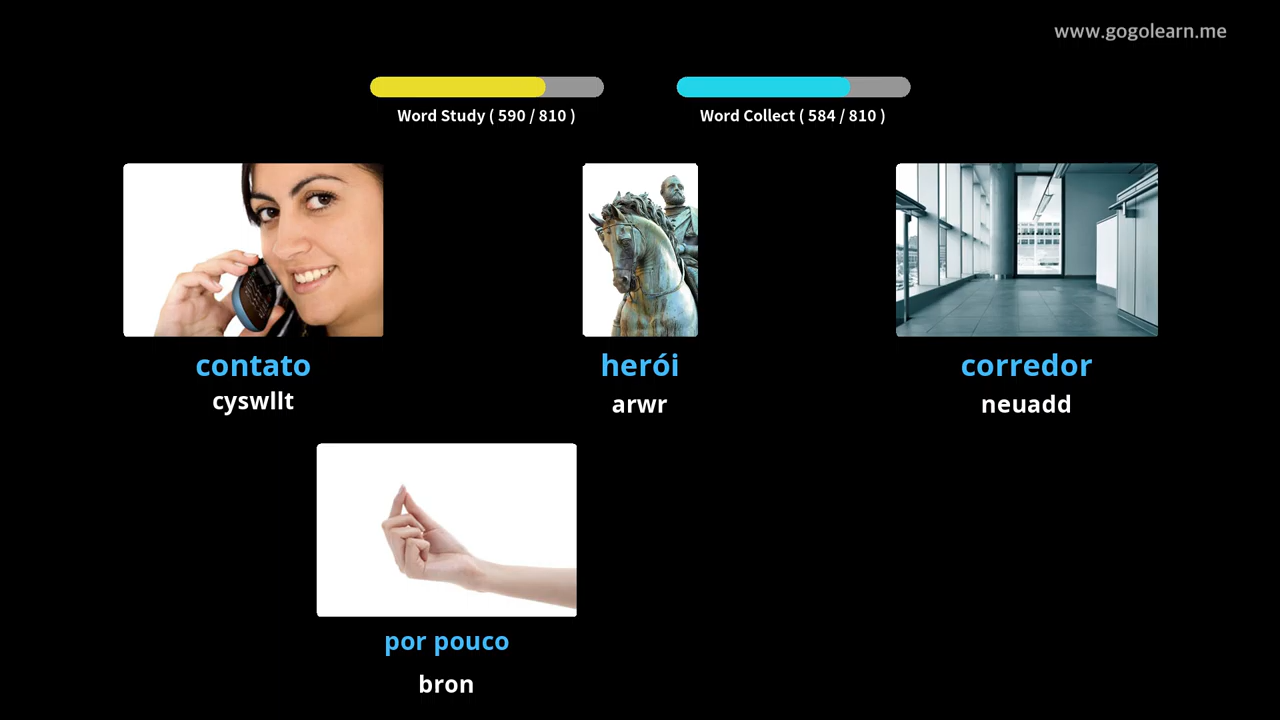 www.gogolearn.me
Word Study ( 590 / 810 )
Word Collect ( 584 / 810 )
contato
cyswllt
herói
arwr
corredor
neuadd
por pouco
bron